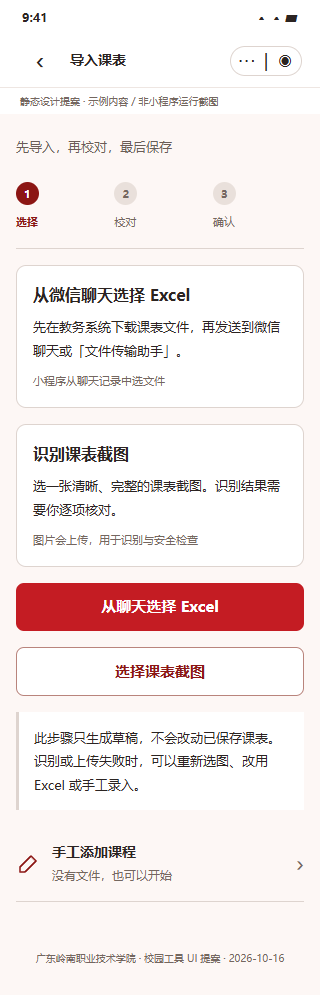 9:41
导入课表
静态设计提案 · 示例内容 / 非小程序运行截图
先导入，再校对，最后保存
1 2 3
选择 校对 确认
从微信聊天选择 Excel
先在教务系统下载课表文件，再发送到微信
聊天或「文件传输助手」。
小程序从聊天记录中选文件
识别课表截图
选一张清晰、完整的课表截图。识别结果需
要你逐项核对。
图片会上传，用于识别与安全检查
从聊天选择 Excel
选择课表截图
此步骤只生成草稿，不会改动已保存课表。
识别或上传失败时，可以重新选图、改用
Excel 或手工录入。
手工添加课程
没有文件，也可以开始
广东岭南职业技术学院 · 校园工具 UI 提案 · 2026-10-16